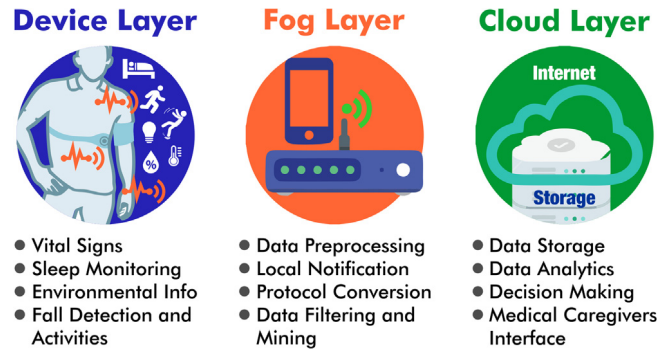 Device Layer
Fog Layer
Cloud Layer
Internet
%
Storage
● Vital Signs
● Sleep Monitoring
● Environmental Info
● Fall Detection and
Activities
● Data Preprocessing
● Local Notification
● Protocol Conversion
● Data Filtering and
Mining
● Data Storage
● Data Analytics
● Decision Making
● Medical Caregivers
Interface